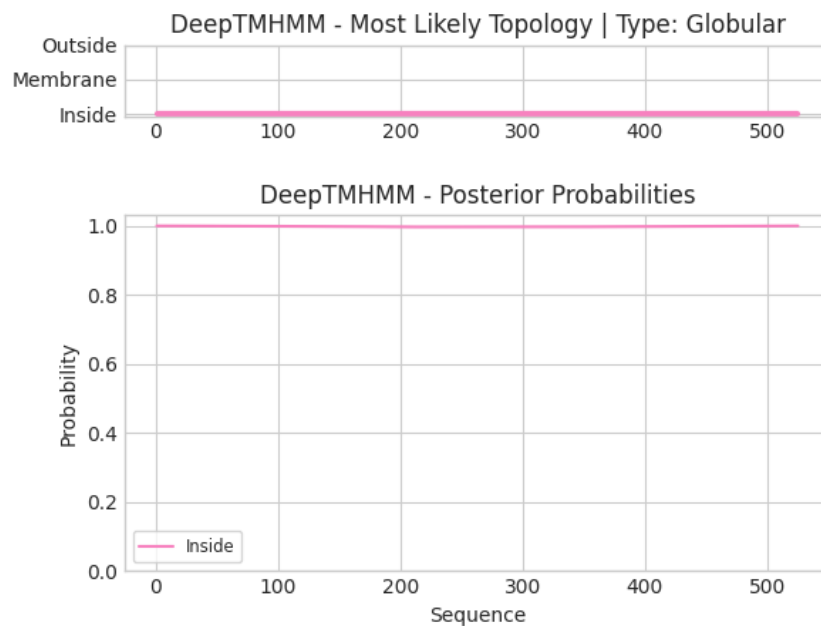 DeepTMHMM - Most Likely Topology | Type: Globular
Outside
Membrane
Inside
0 100 200 300 400 500
DeepTMHMM - Posterior Probabilities
1.0
0.8
0.6
0.4
0.2
0.0
Probability
Inside
0 100 200 300 400 500
Sequence